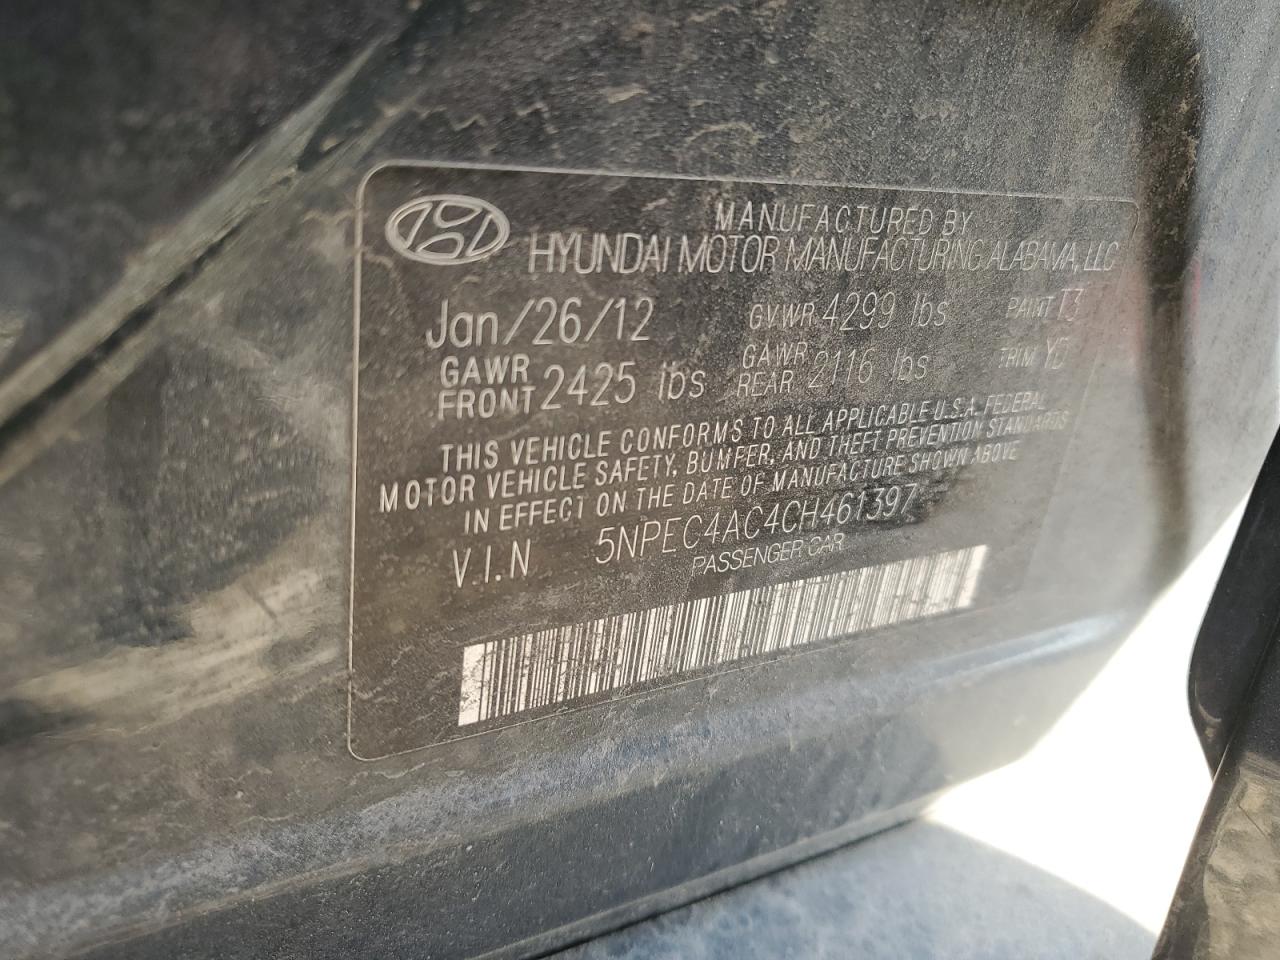 MANUFACTURED BY
HYUNDAI MOTOR MANUFACTURING ALABAMA, LLC
Jan/26/12 GVWR 4299 lbs PAINT T3
GAWR FRONT 2425 lbs GAWR REAR 2116 lbs TRIM
THIS VEHICLE CONFORMS TO ALL APPLICABLE U.S.A. FEDERAL
MOTOR VEHICLE SAFETY, BUMPER, AND THEFT PREVENTION STANDARDS
IN EFFECT ON THE DATE OF MANUFACTURE SHOWN ABOVE
V.I.N 5NPEC4AC4CH461397
PASSENGER CAR